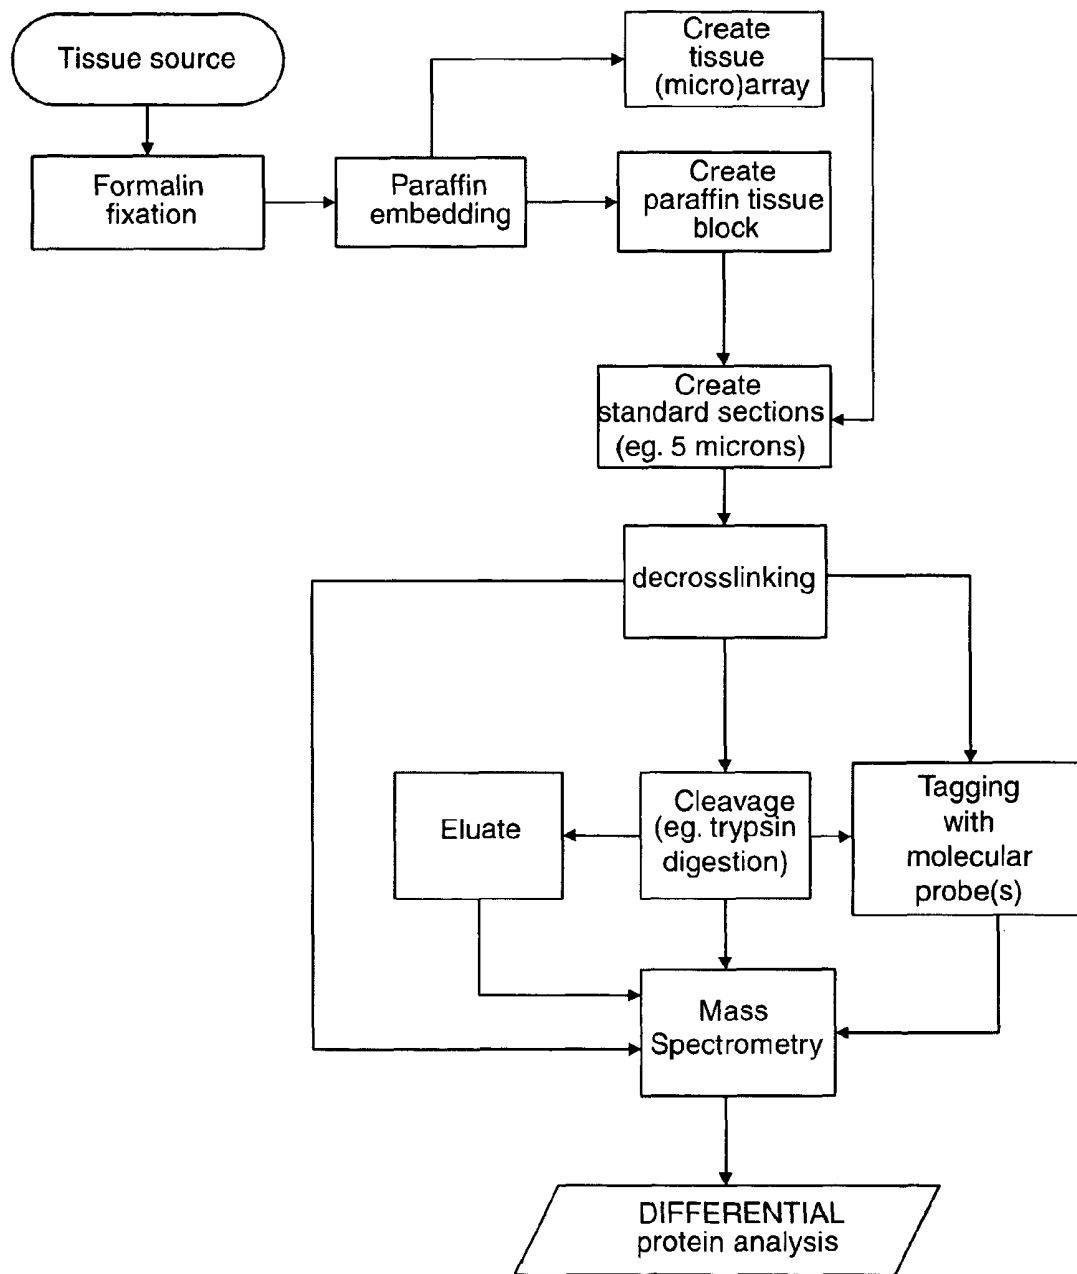 Tissue source
Create
tissue
(micro)array
Formalin
fixation
Paraffin
embedding
Create
paraffin tissue
block
Create
standard sections
(eg. 5 microns)
decrosslinking
Eluate
Cleavage
(eg. trypsin
digestion)
Tagging
with
molecular
probe(s)
Mass
Spectrometry
DIFFERENTIAL
protein analysis